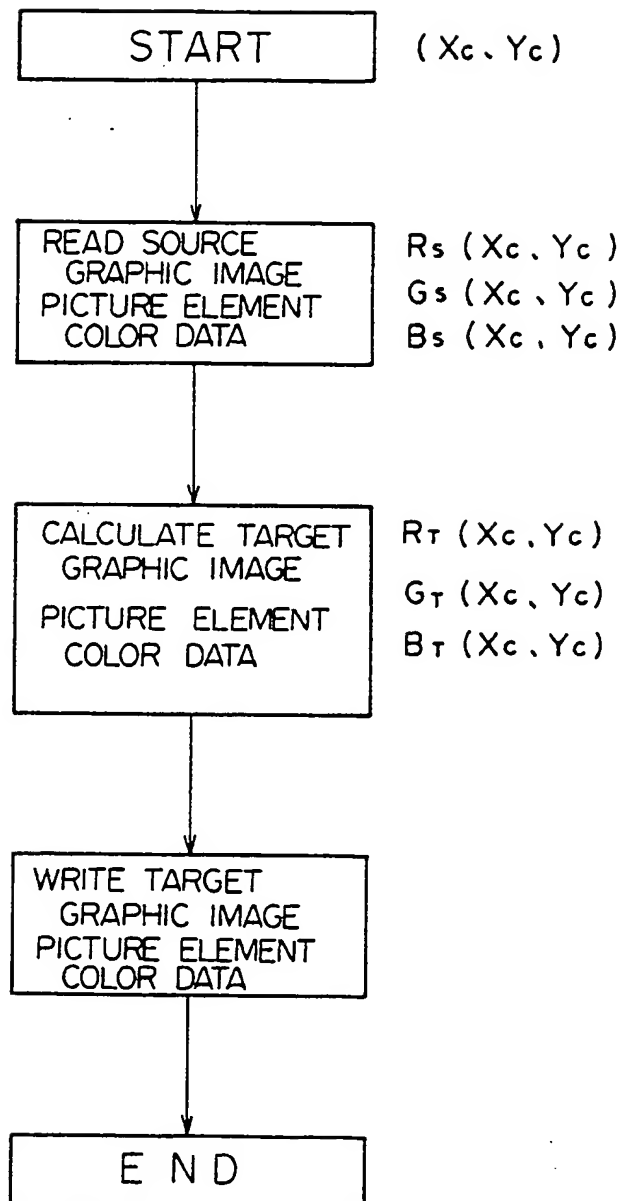 START (Xc、Yc)
READ SOURCE Rs (Xc、Yc)
GRAPHIC IMAGE Gs (Xc、Yc)
PICTURE ELEMENT Bs (Xc、Yc)
COLOR DATA
CALCULATE TARGET RT (Xc、Yc)
GRAPHIC IMAGE GT (Xc、Yc)
PICTURE ELEMENT BT (Xc、Yc)
COLOR DATA
WRITE TARGET
GRAPHIC IMAGE
PICTURE ELEMENT
COLOR DATA
END